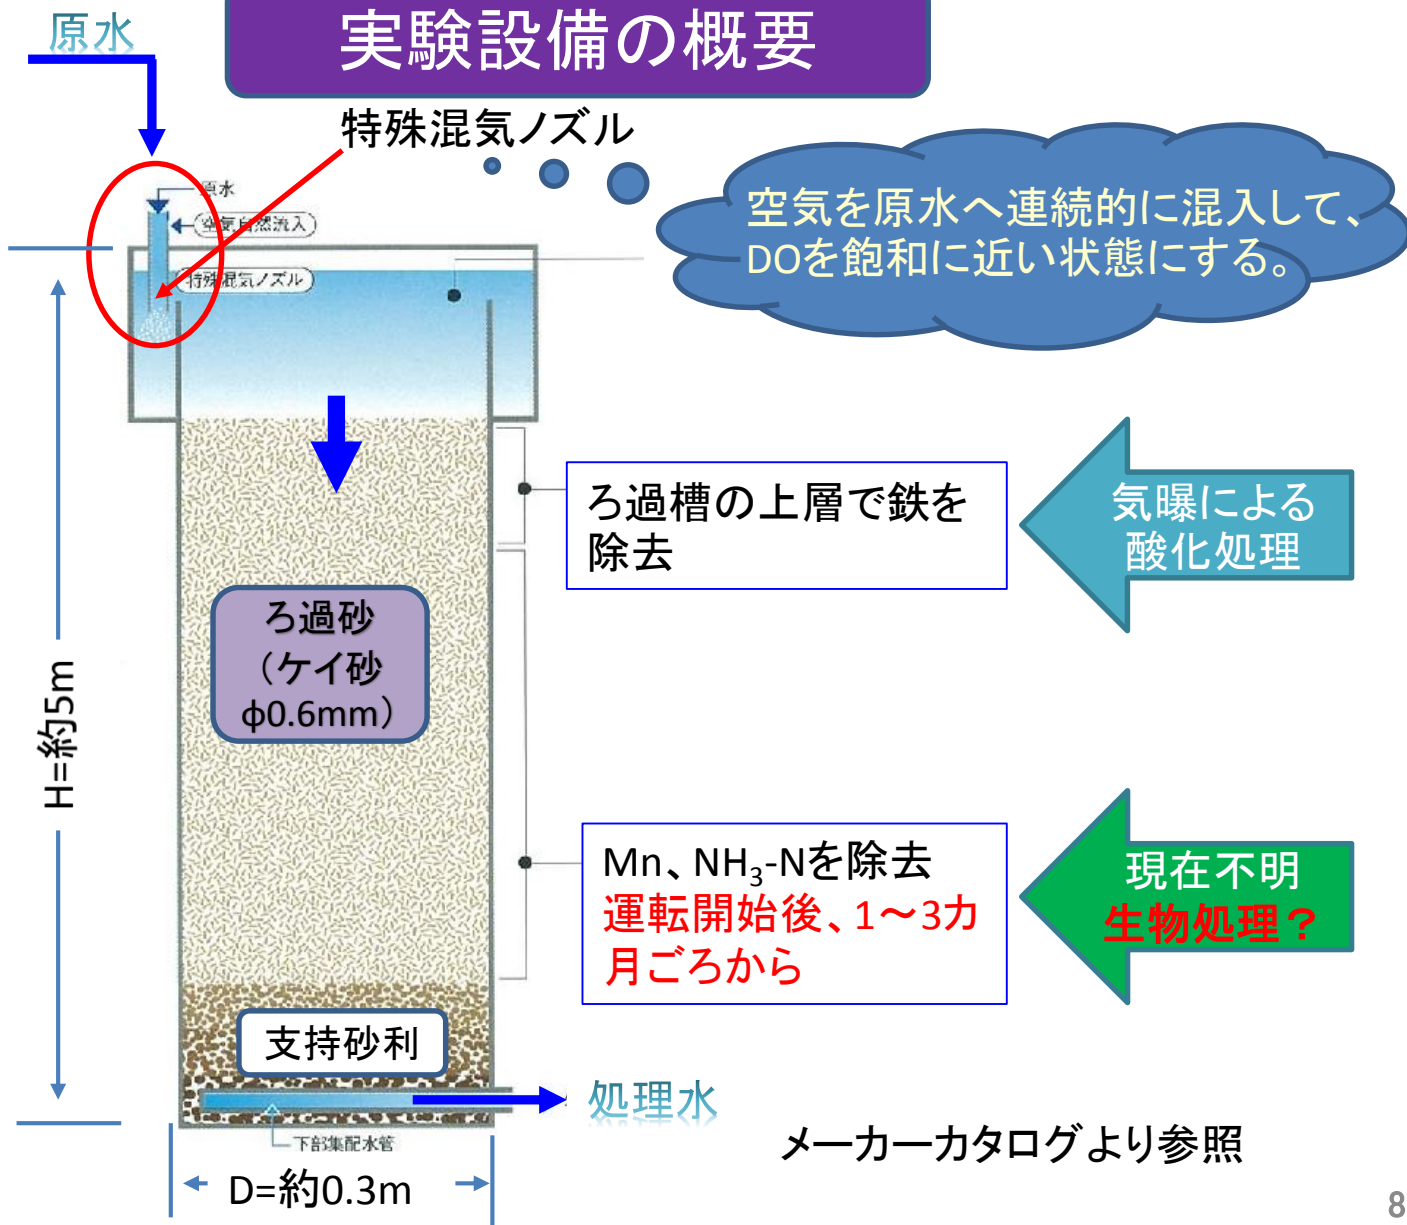 実験設備の概要
原水
特殊混気ノズル
空気を原水へ連続的に混入して、
DOを飽和に近い状態にする。
原水
空気自然流入
特殊混気ノズル
ろ過槽の上層で鉄を
除去
気曝による
酸化処理
ろ過砂
(ケイ砂
φ0.6mm)
H=約5m
Mn、NH₃-Nを除去
運転開始後、1～3カ
月ごろから
現在不明
生物処理？
支持砂利
処理水
下部集配水管
メーカーカタログより参照
D=約0.3m
8